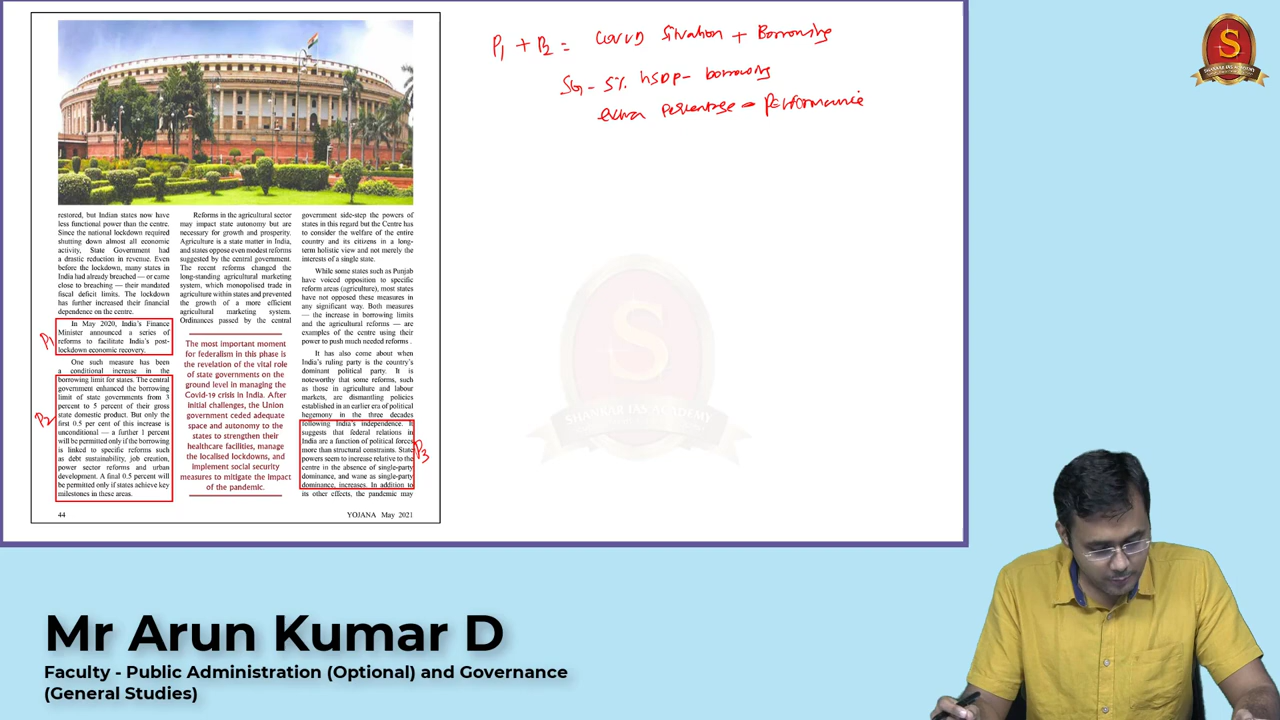 restored, but Indian states now have
less functional power than the centre.
Since the national lockdown required
shutting down almost all economic
activity, State Government had
a drastic reduction in revenue. Even
before the lockdown, many states in
India had already breached — or came
close to breaching — their mandated
fiscal deficit limits. The lockdown
has further increased their financial
dependence on the centre.
In May 2020, India's Finance
Minister announced a series of
reforms to facilitate India's post-
lockdown economic recovery.
One such measure has been
a conditional increase in the
borrowing limit for states. The central
government enhanced the borrowing
limit of state governments from 3
percent to 5 percent of their gross
state domestic product. But only the
first 0.5 per cent of this increase is
unconditional — a further 1 percent
will be permitted only if the borrowing
is linked to specific reforms such
as debt sustainability, job creation,
power sector reforms and urban
development. A final 0.5 percent will
be permitted only if states achieve key
milestones in these areas.
P1
P2
Reforms in the agricultural sector
may impact state autonomy but are
necessary for growth and prosperity.
Agriculture is a state matter in India,
and states oppose even modest reforms
suggested by the central government.
The recent reforms changed the
long-standing agricultural marketing
system, which monopolised trade in
agriculture within states and prevented
the growth of a more efficient
agricultural marketing system.
Ordinances passed by the central
The most important moment
for federalism in this phase is
the revelation of the vital role
of state governments on the
ground level in managing the
Covid-19 crisis in India. After
initial challenges, the Union
government ceded adequate
space and autonomy to the
states to strengthen their
healthcare facilities, manage
the localised lockdowns, and
implement social security
measures to mitigate the impact
of the pandemic.
government side-step the powers of
states in this regard but the Centre has
to consider the welfare of the entire
country and its citizens in a long-
term holistic view and not merely the
interests of a single state.
While some states such as Punjab
have voiced opposition to specific
reform areas (agriculture), most states
have not opposed these measures in
any significant way. Both measures
— the increase in borrowing limits
and the agricultural reforms — are
examples of the centre using their
power to push much needed reforms .
It has also come about when
India's ruling party is the country's
dominant political party. It is
noteworthy that some reforms, such
as those in agriculture and labour
markets, are dismantling policies
established in an earlier era of political
hegemony in the three decades
following India's independence. It
suggests that federal relations in
India are a function of political forces
more than structural constraints. State
powers seem to increase relative to the
centre in the absence of single-party
dominance, and wane as single-party
dominance, increases. In addition to
its other effects, the pandemic may
P3
44
YOJANA May 2021
P1 + P2 = Covid Situation + Borrowing
SG - 5% GSDP - borrowing
extra percentage = Performance
S
SHANKAR IAS ACADEMY
S
SHANKAR IAS ACADEMY
Mr Arun Kumar D
Faculty - Public Administration (Optional) and Governance
(General Studies)